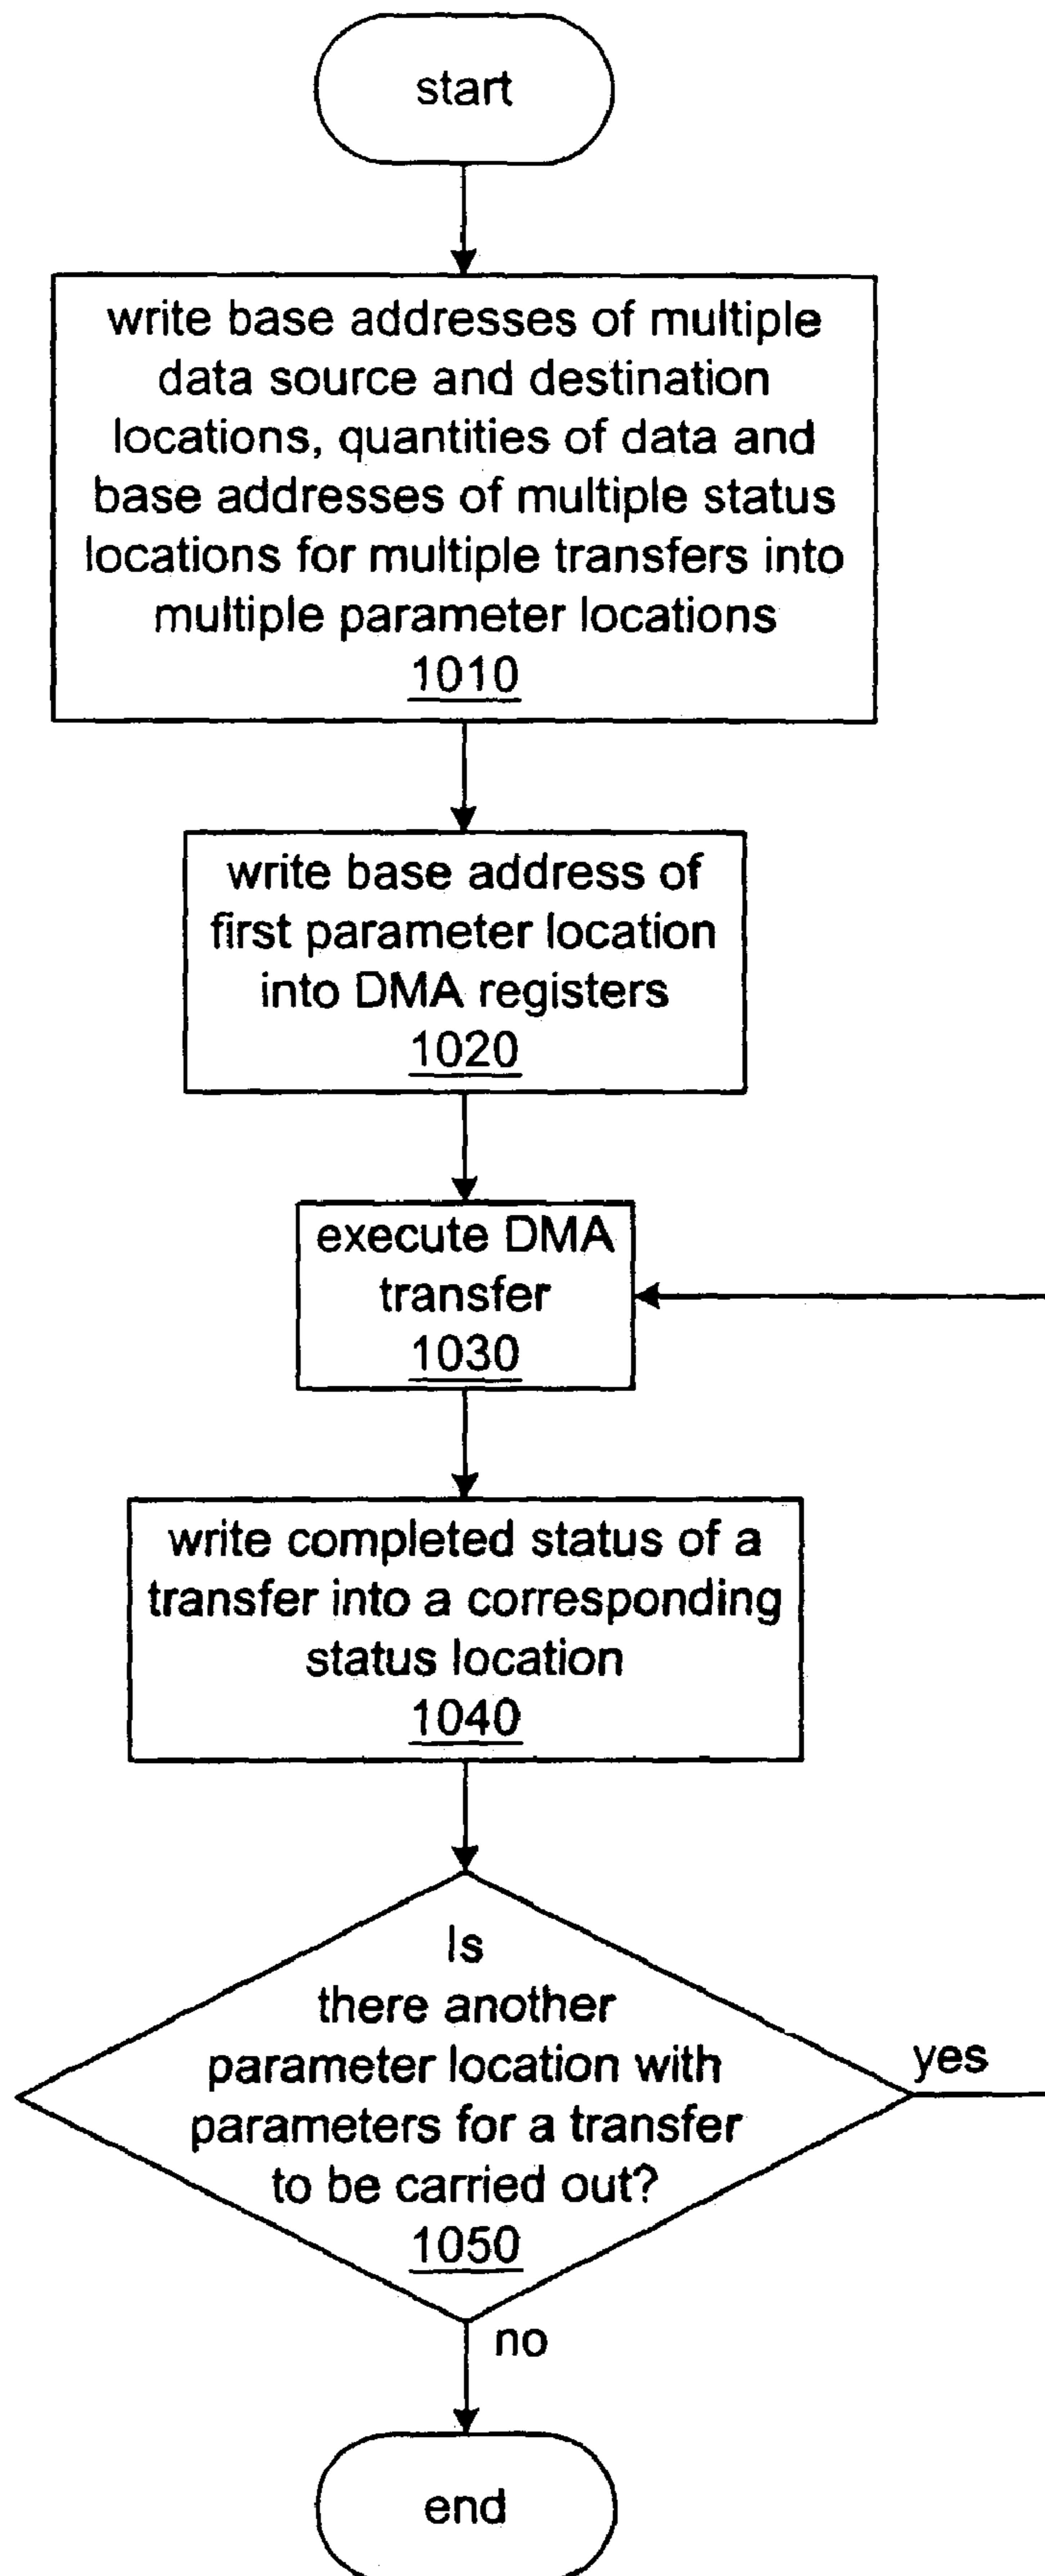 start
write base addresses of multiple
data source and destination
locations, quantities of data and
base addresses of multiple status
locations for multiple transfers into
multiple parameter locations
1010
write base address of
first parameter location
into DMA registers
1020
execute DMA
transfer
1030
write completed status of a
transfer into a corresponding
status location
1040
Is
there another
parameter location with
parameters for a transfer
to be carried out?
1050
yes
no
end